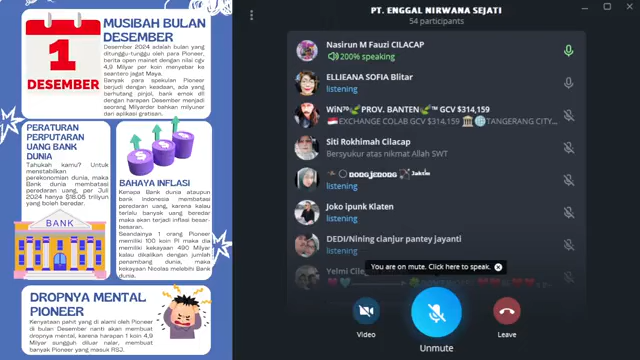 MUSIBAH BULAN
DESEMBER
Desember 2024 adalah bulan yang
ditunggu-tunggu oleh para Pioneer,
berita open mainet dengan nilai gcv
4,9 Milyar per koin menyebar ke
seantero jagat Maya.
Banyak para spekulan Pioneer
berjudi dengan keadaan, ada yang
berhutang pinjal, bank emok dll
dengan harapan Desember menjadi
seorang Milyarder bahkan milyuner
dari aplikasi gratisan.
1
DESEMBER
PERATURAN
PERPUTARAN
UANG BANK
DUNIA
Tahukah kamu? Untuk
menstabilkan
perekonomian dunia, maka
Bank dunia membatasi
peredaran uang, per Juli
2024 hanya $18.05 trilyun
yang boleh beredar.
BANK
BAHAYA INFLASI
Kenapa Bank dunia ataupun
bank Indonesia membatasi
peredaran uang, karena kalau
terlalu banyak uang beredar
maka akan terjadi inflasi besar-
besaran.
Seandainya 1 orang Pioneer
memiliki 100 koin Pi maka dia
memiliki kekayaan 490 Milyar
kalau dikalikan dengan jumlah
penambang dunia, maka
kekayaan Nicolas melebihi Bank
dunia.
DROPNYA MENTAL
PIONEER
Kenyataan pahit yang di alami oleh Pioneer
di bulan Desember nanti akan membuat
dropnya mental, karena harapan 1 koin 4,9
Milyar sungguh diluar nalar, membuat
banyak Pioneer yang masuk RSJ.
PT. ENGGAL NIRWANA SEJATI
54 participants
Nasirun M Fauzi CILACAP
200% speaking
ELLIEANA SOFIA Blitar
listening
WiN⁷⁰🌿PROV. BANTEN🌿™ GCV $314,159
🇮🇩EXCHANGE COLAB GCV $314.159 🏛️🌐TANGERANG CITY...
Siti Rokhimah Cilacap
Bersyukur atas nikmat Allah SWT
DONGJEDONG
listening
Joko ipunk Klaten
listening
DEDI/Nining cianjur pantey Jayanti
listening
Yelmi Cilegon
You are on mute. Click here to speak.
Video
Unmute
Leave